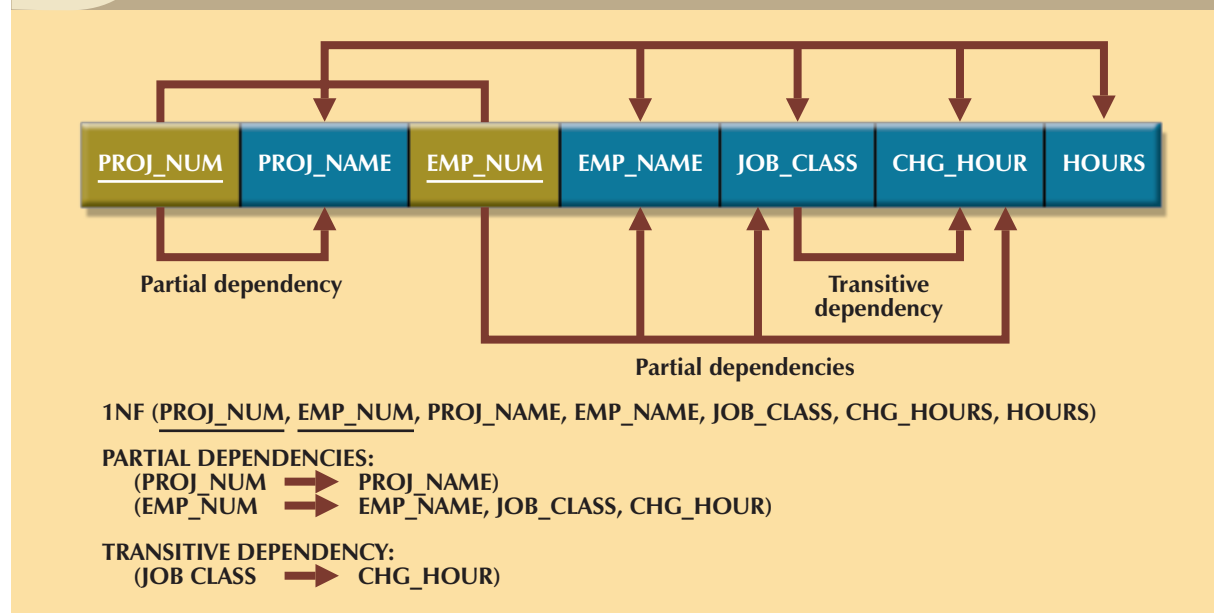 PROJ_NUM PROJ_NAME EMP_NUM EMP_NAME JOB_CLASS CHG_HOUR HOURS
Partial dependency
Transitive
dependency
Partial dependencies
1NF (PROJ_NUM, EMP_NUM, PROJ_NAME, EMP_NAME, JOB_CLASS, CHG_HOURS, HOURS)
PARTIAL DEPENDENCIES:
(PROJ_NUM PROJ_NAME)
(EMP_NUM EMP_NAME, JOB_CLASS, CHG_HOUR)
TRANSITIVE DEPENDENCY:
(JOB CLASS CHG_HOUR)